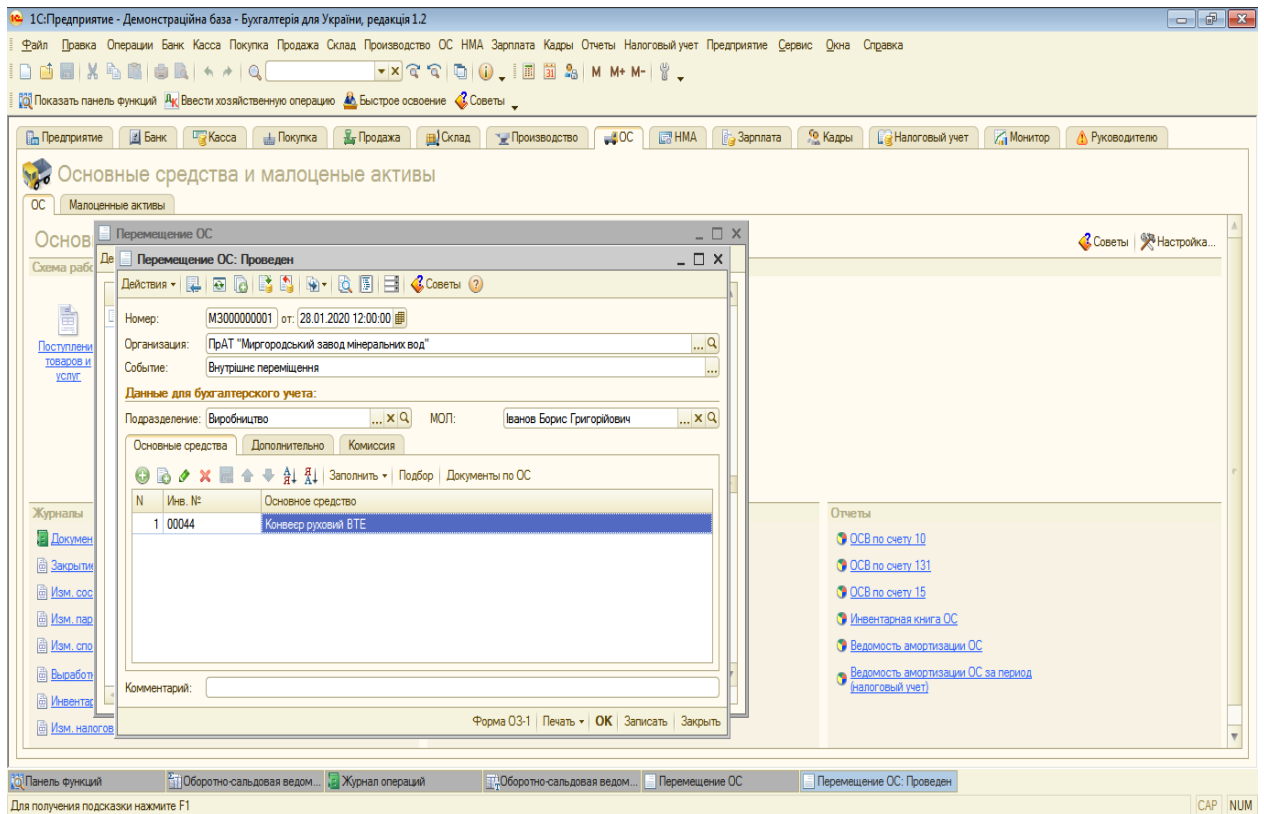 1С:Предприятие - Демонстраційна база - Бухгалтерія для України, редакція 1.2
Файл Правка Операции Банк Касса Покупка Продажа Склад Производство ОС НМА Зарплата Кадры Отчеты Налоговый учет Предприятие Сервис Окна Справка
М М+ М-
Показать панель функций Ввести хозяйственную операцию Быстрое освоение Советы
Предприятие Банк Касса Покупка Продажа Склад Производство ОС НМА Зарплата Кадры Налоговый учет Монитор Руководителю
Основные средства и малоценые активы
ОС Малоценные активы
Основ
Советы Настройка...
Схема рабо
Поступлени
товаров и
услуг
Перемещение ОС
Де
Перемещение ОС: Проведен
Действия Советы
Номер: МЗ000000001 от: 28.01.2020 12:00:00
Организация: ПрАТ "Миргородський завод мінеральних вод"
Событие: Внутрішнє переміщення
Данные для бухгалтерского учета:
Подразделение: Виробництво МОЛ: Іванов Борис Григорійович
Основные средства Дополнительно Комиссия
Заполнить Подбор Документы по ОС
N Инв. № Основное средство
1 00044 Конвеєр руховий ВТЕ
Комментарий:
Форма ОЗ-1 Печать ОК Записать Закрыть
Журналы
Докумен
Закрытие
Изм. сос
Изм. пар
Изм. спо
Выработк
Инвентар
Изм. налогов
Отчеты
ОСВ по счету 10
ОСВ по счету 131
ОСВ по счету 15
Инвентарная книга ОС
Ведомость амортизации ОС
Ведомость амортизации ОС за период
(налоговый учет)
Панель функций Оборотно-сальдовая ведом... Журнал операций Оборотно-сальдовая ведом... Перемещение ОС Перемещение ОС: Проведен
Для получения подсказки нажмите F1
CAP NUM